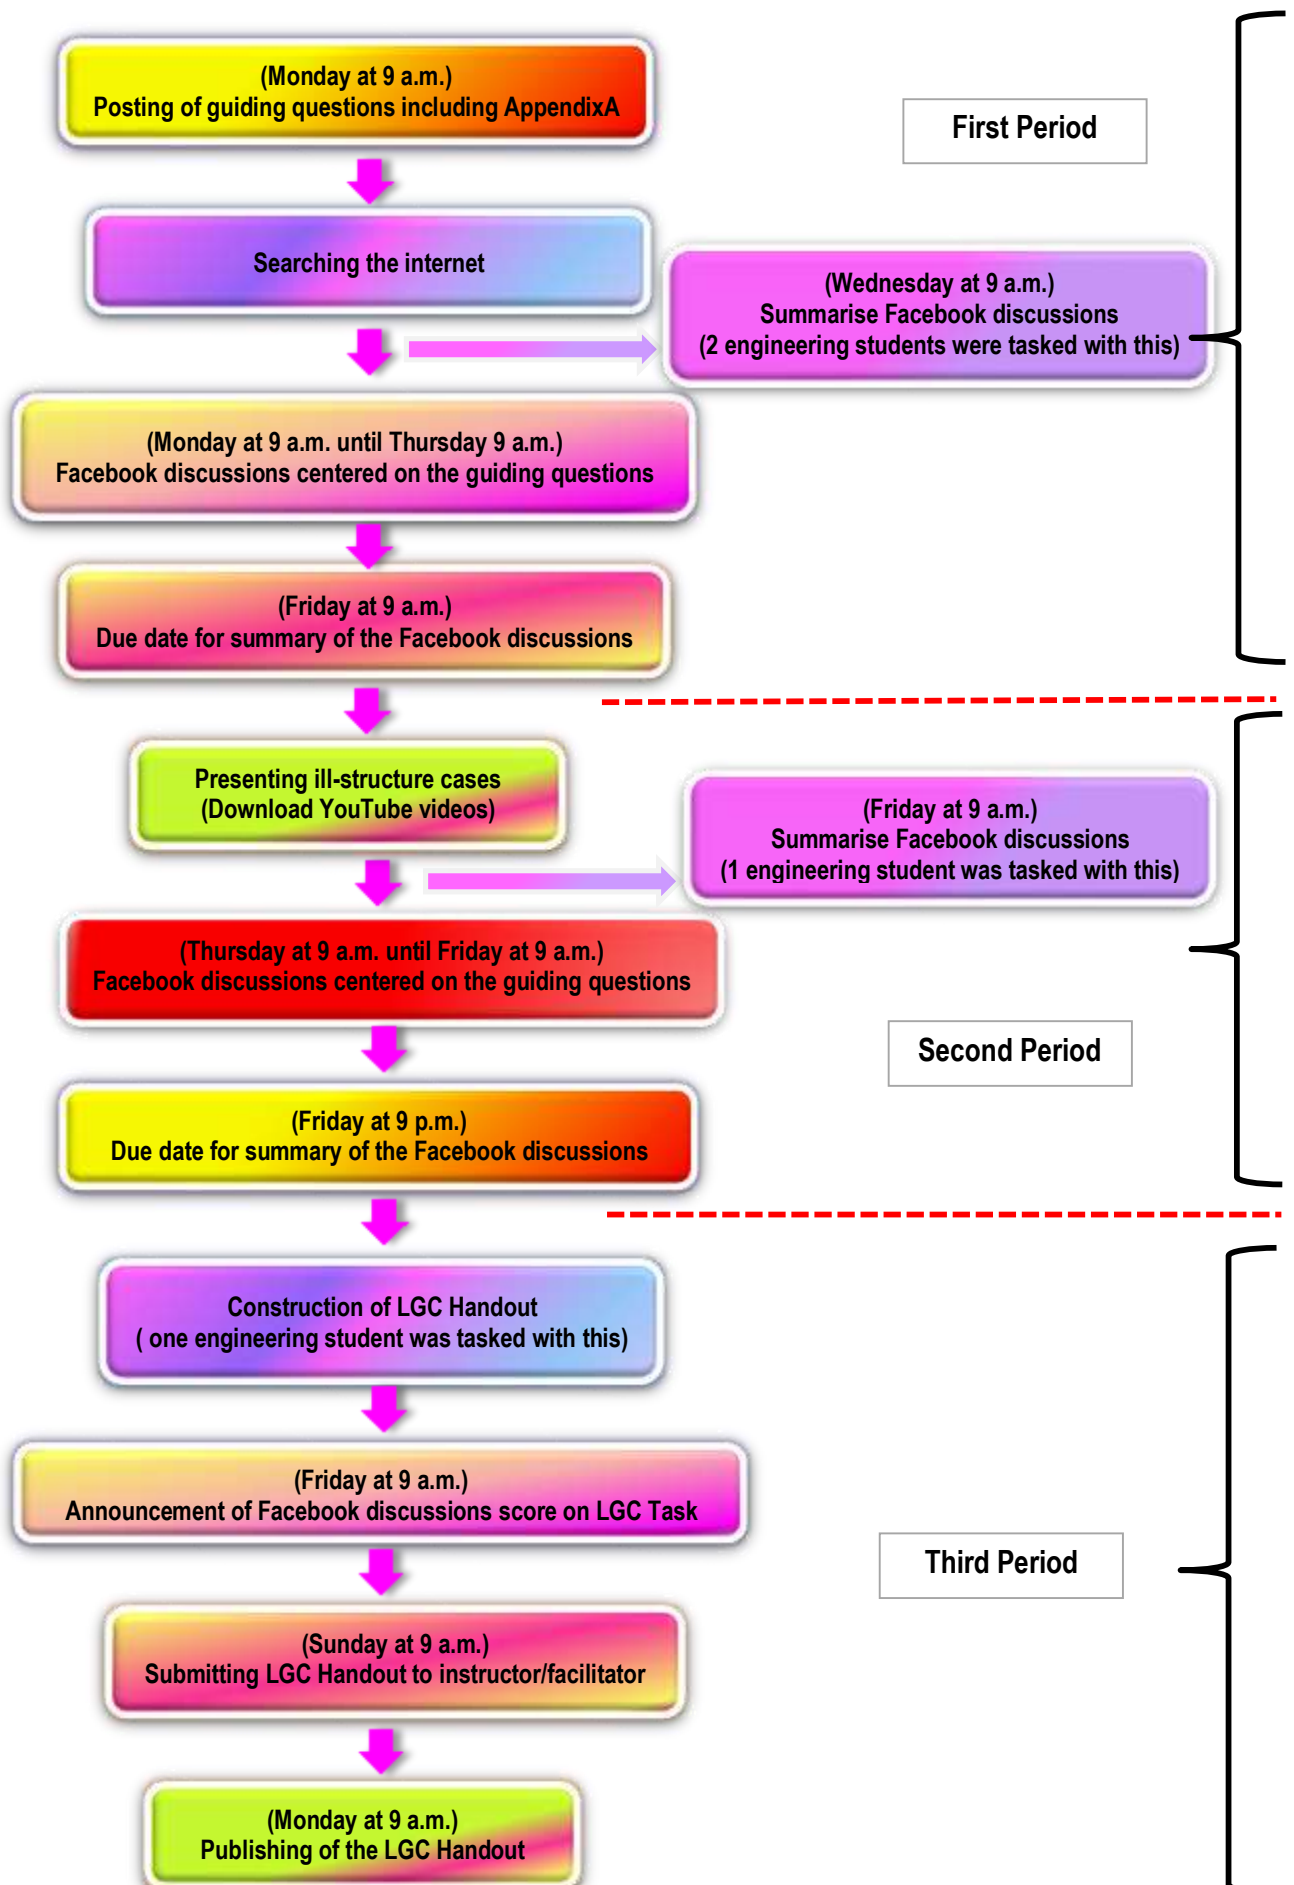 (Monday at 9 a.m.)
Posting of guiding questions including AppendixA
First Period
Searching the internet
(Wednesday at 9 a.m.)
Summarise Facebook discussions
(2 engineering students were tasked with this)
(Monday at 9 a.m. until Thursday 9 a.m.)
Facebook discussions centered on the guiding questions
(Friday at 9 a.m.)
Due date for summary of the Facebook discussions
Presenting ill-structure cases
(Download YouTube videos)
(Friday at 9 a.m.)
Summarise Facebook discussions
(1 engineering student was tasked with this)
(Thursday at 9 a.m. until Friday at 9 a.m.)
Facebook discussions centered on the guiding questions
Second Period
(Friday at 9 p.m.)
Due date for summary of the Facebook discussions
Construction of LGC Handout
( one engineering student was tasked with this)
(Friday at 9 a.m.)
Announcement of Facebook discussions score on LGC Task
Third Period
(Sunday at 9 a.m.)
Submitting LGC Handout to instructor/facilitator
(Monday at 9 a.m.)
Publishing of the LGC Handout